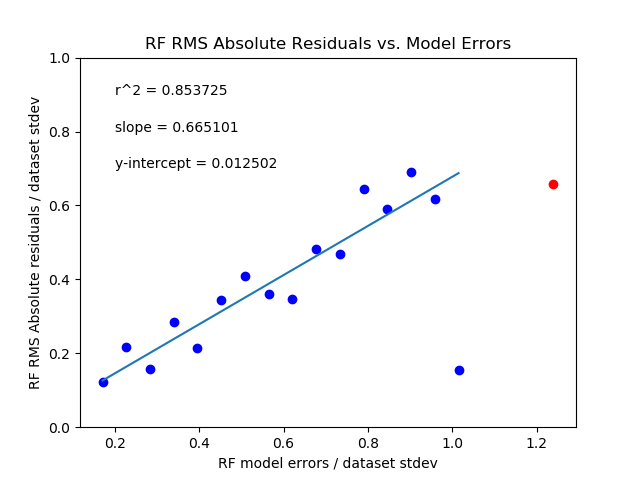 RF RMS Absolute Residuals vs. Model Errors
1.0
r^2 = 0.853725
0.8
slope = 0.665101
y-intercept = 0.012502
0.6
0.4
0.2
0.0
RF RMS Absolute residuals / dataset stdev
0.2 0.4 0.6 0.8 1.0 1.2
RF model errors / dataset stdev